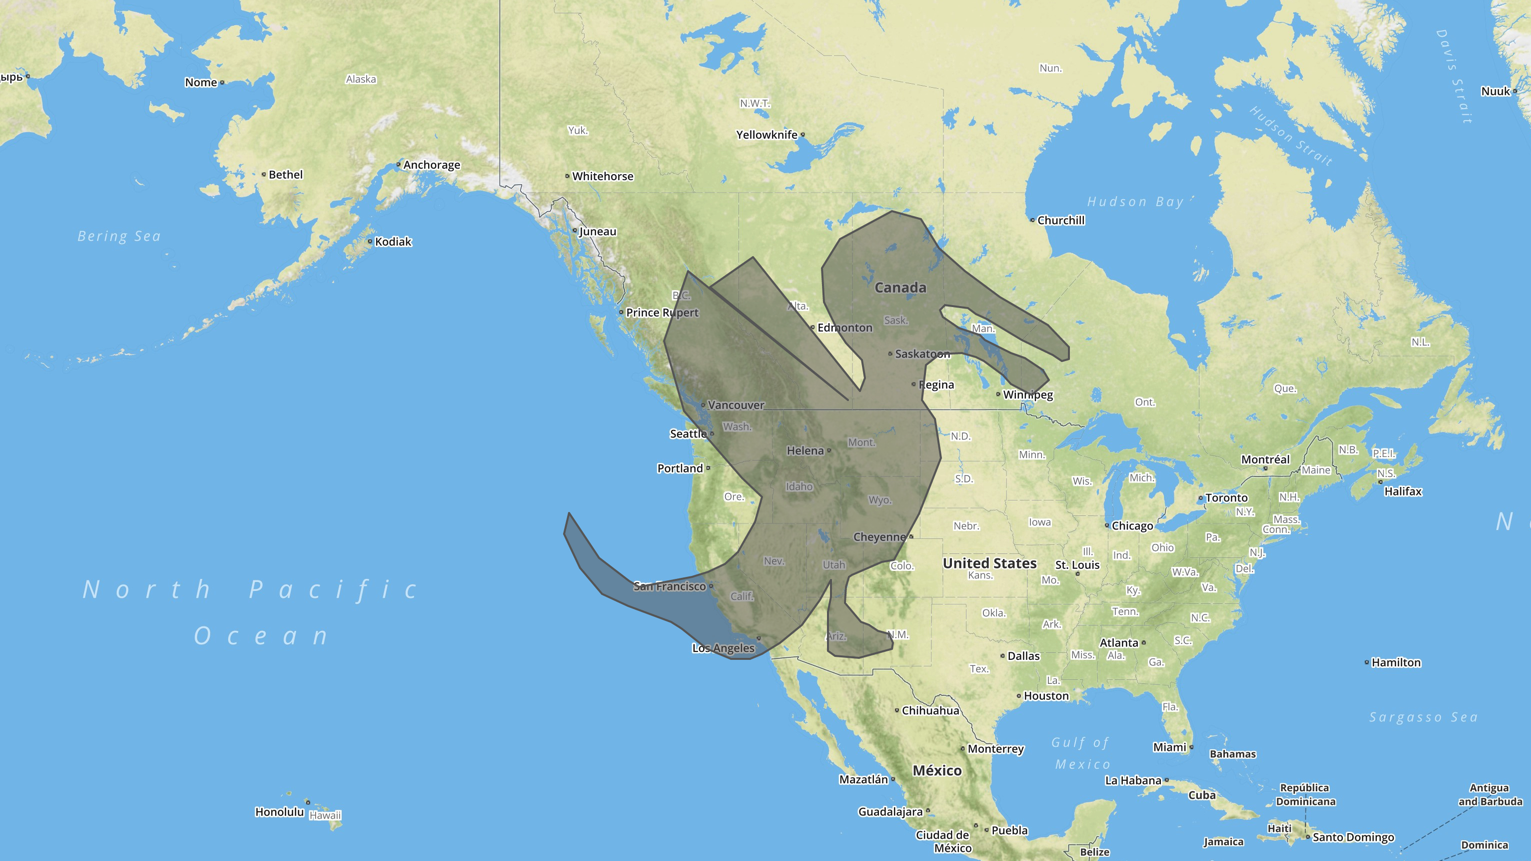 Davis Strait
Nun.
ырь
Nome
Alaska
Nuuk
N.W.T.
Yuk.
Yellowknife
Hudson Strait
Anchorage
Bethel
Whitehorse
Hudson Bay
Churchill
Bering Sea
Juneau
Kodiak
Canada
B.C.
Alta.
Prince Rupert
Edmonton
Sask.
Man.
N.L.
Saskatoon
Regina
Que.
Winnipeg
Ont.
Vancouver
Wash.
Seattle
Helena
Mont.
N.D.
Minn.
Montréal
N.B.
P.E.I.
Portland
Maine
N.S.
Idaho
S.D.
Wis.
Mich.
Halifax
Ore.
Wyo.
Toronto
N.H.
N.Y.
Mass.
Nebr.
Iowa
Chicago
Conn.
N
Cheyenne
Pa.
Ill.
Ind.
Ohio
N.J.
Nev.
Utah
Colo.
United States
Kans.
St. Louis
Del.
W.Va.
Mo.
Ky.
Va.
San Francisco
Calif.
North Pacific
Ocean
Okla.
Tenn.
N.C.
Ark.
Ariz.
N.M.
Atlanta
S.C.
Los Angeles
Dallas
Miss.
Ala.
Ga.
Hamilton
Tex.
La.
Houston
Fla.
Chihuahua
Sargasso Sea
Gulf of
Mexico
Monterrey
Miami
Bahamas
México
Mazatlán
La Habana
Cuba
República
Dominicana
Antigua
and Barbuda
Honolulu
Hawaii
Guadalajara
Ciudad de
México
Puebla
Haiti
Santo Domingo
Jamaica
Dominica
Belize